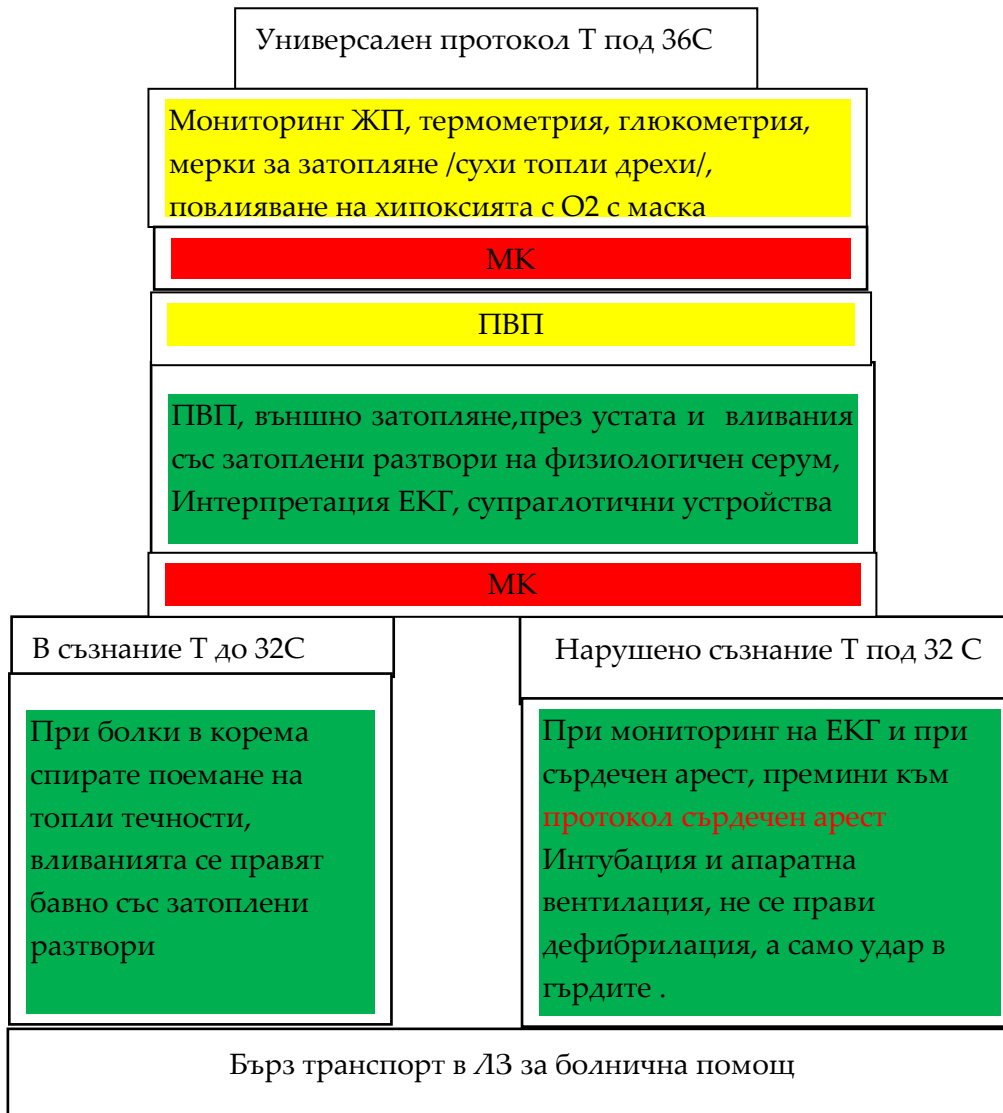 Универсален протокол Т под 36С
Мониторинг ЖП, термометрия, глюкометрия,
мерки за затопляне /сухи топли дрехи/,
повлияване на хипоксията с О2 с маска
МК
ПВП
ПВП, външно затопляне,през устата и вливания
със затоплени разтвори на физиологичен серум,
Интерпретация ЕКГ, супраглотични устройства
МК
В съзнание Т до 32С
При болки в корема
спирате поемане на
топли течности,
вливанията се правят
бавно със затоплени
разтвори
Нарушено съзнание Т под 32 С
При мониторинг на ЕКГ и при
сърдечен арест, премини към
протокол сърдечен арест
Интубация и апаратна
вентилация, не се прави
дефибрилация, а само удар в
гърдите .
Бърз транспорт в ЛЗ за болнична помощ